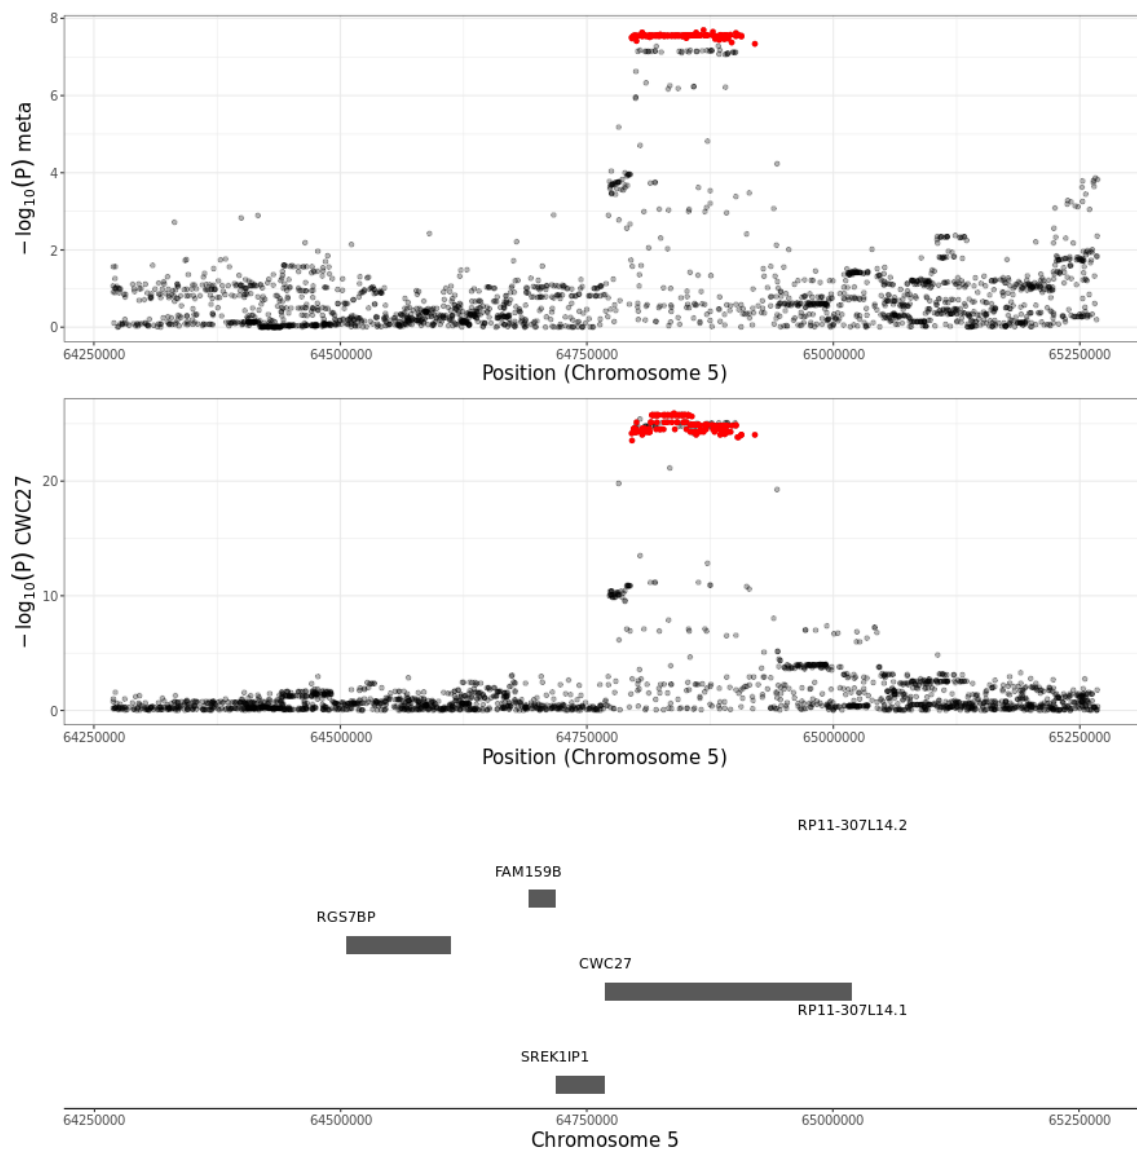 8
6
4
2
0
− log₁₀(P) meta
64250000 64500000 64750000 65000000 65250000
Position (Chromosome 5)
20
10
0
− log₁₀(P) CWC27
64250000 64500000 64750000 65000000 65250000
Position (Chromosome 5)
RP11-307L14.2
FAM159B
RGS7BP
CWC27
RP11-307L14.1
SREK1IP1
64250000 64500000 64750000 65000000 65250000
Chromosome 5